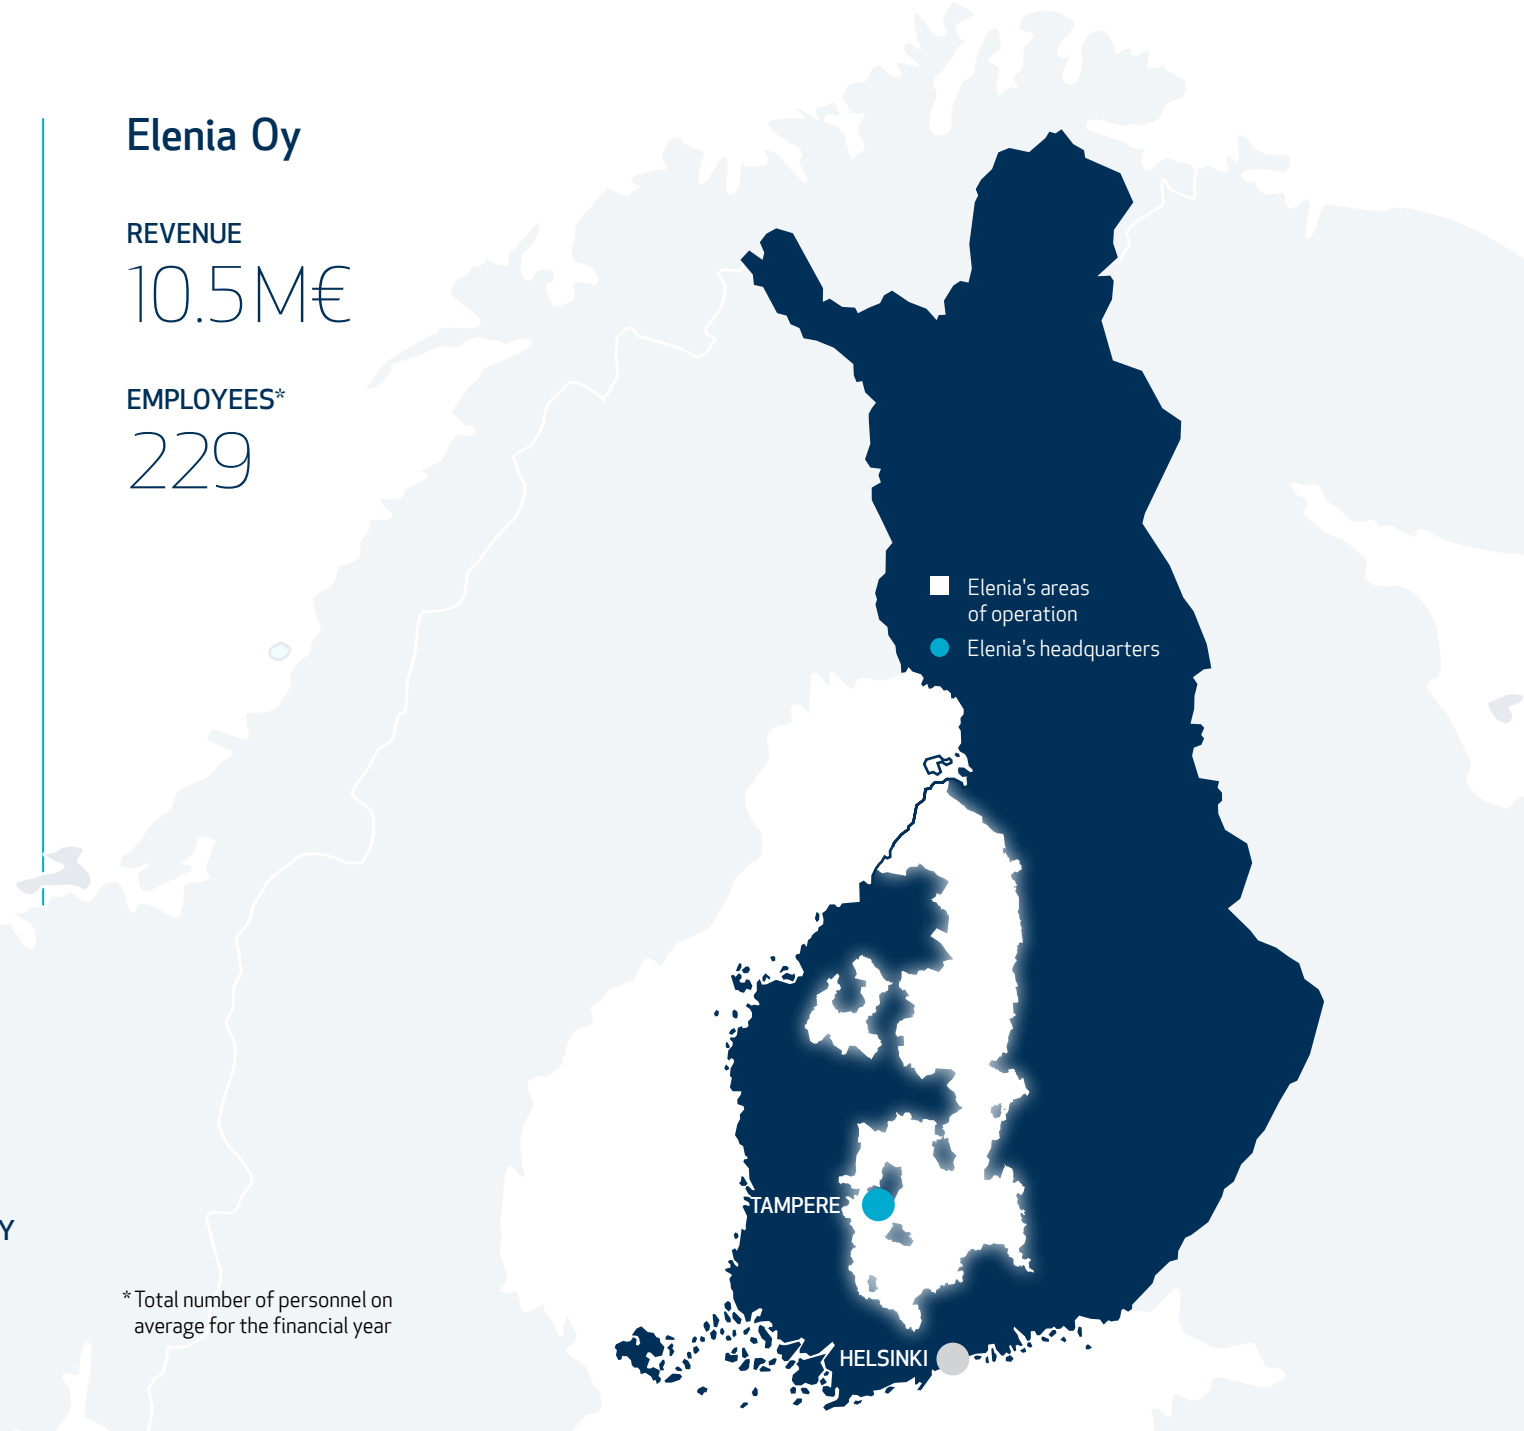 Elenia Oy
REVENUE
10.5M€
EMPLOYEES*
229
Elenia's areas
of operation
Elenia's headquarters
TAMPERE
HELSINKI
Y
* Total number of personnel on
average for the financial year